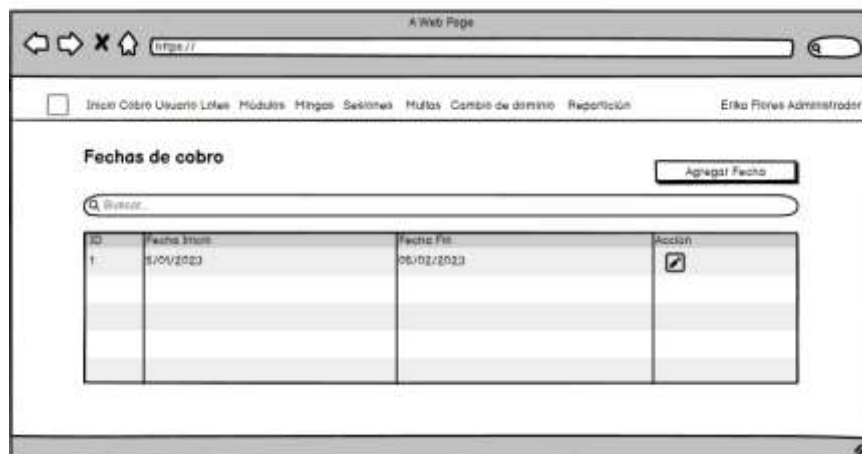 A Web Page
https://
Inicio Cobro Usuario Lotes Módulos Mingas Sesiones Multas Cambio de dominio Repartición Erika Flores Administrador
Fechas de cobro
Agregar Fecha
Buscar...
ID Fecha Inicio Fecha Fin Accion
1 5/01/2023 05/02/2023